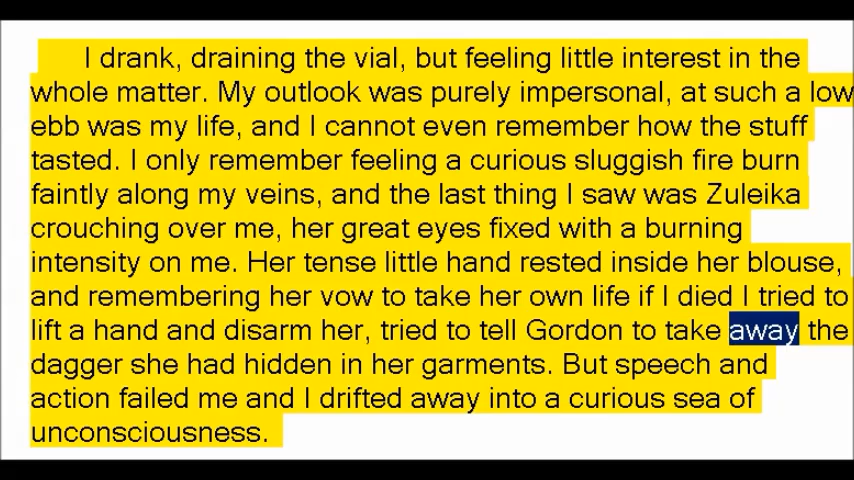 I drank, draining the vial, but feeling little interest in the
whole matter. My outlook was purely impersonal, at such a low
ebb was my life, and I cannot even remember how the stuff
tasted. I only remember feeling a curious sluggish fire burn
faintly along my veins, and the last thing I saw was Zuleika
crouching over me, her great eyes fixed with a burning
intensity on me. Her tense little hand rested inside her blouse,
and remembering her vow to take her own life if I died I tried to
lift a hand and disarm her, tried to tell Gordon to take away the
dagger she had hidden in her garments. But speech and
action failed me and I drifted away into a curious sea of
unconsciousness.